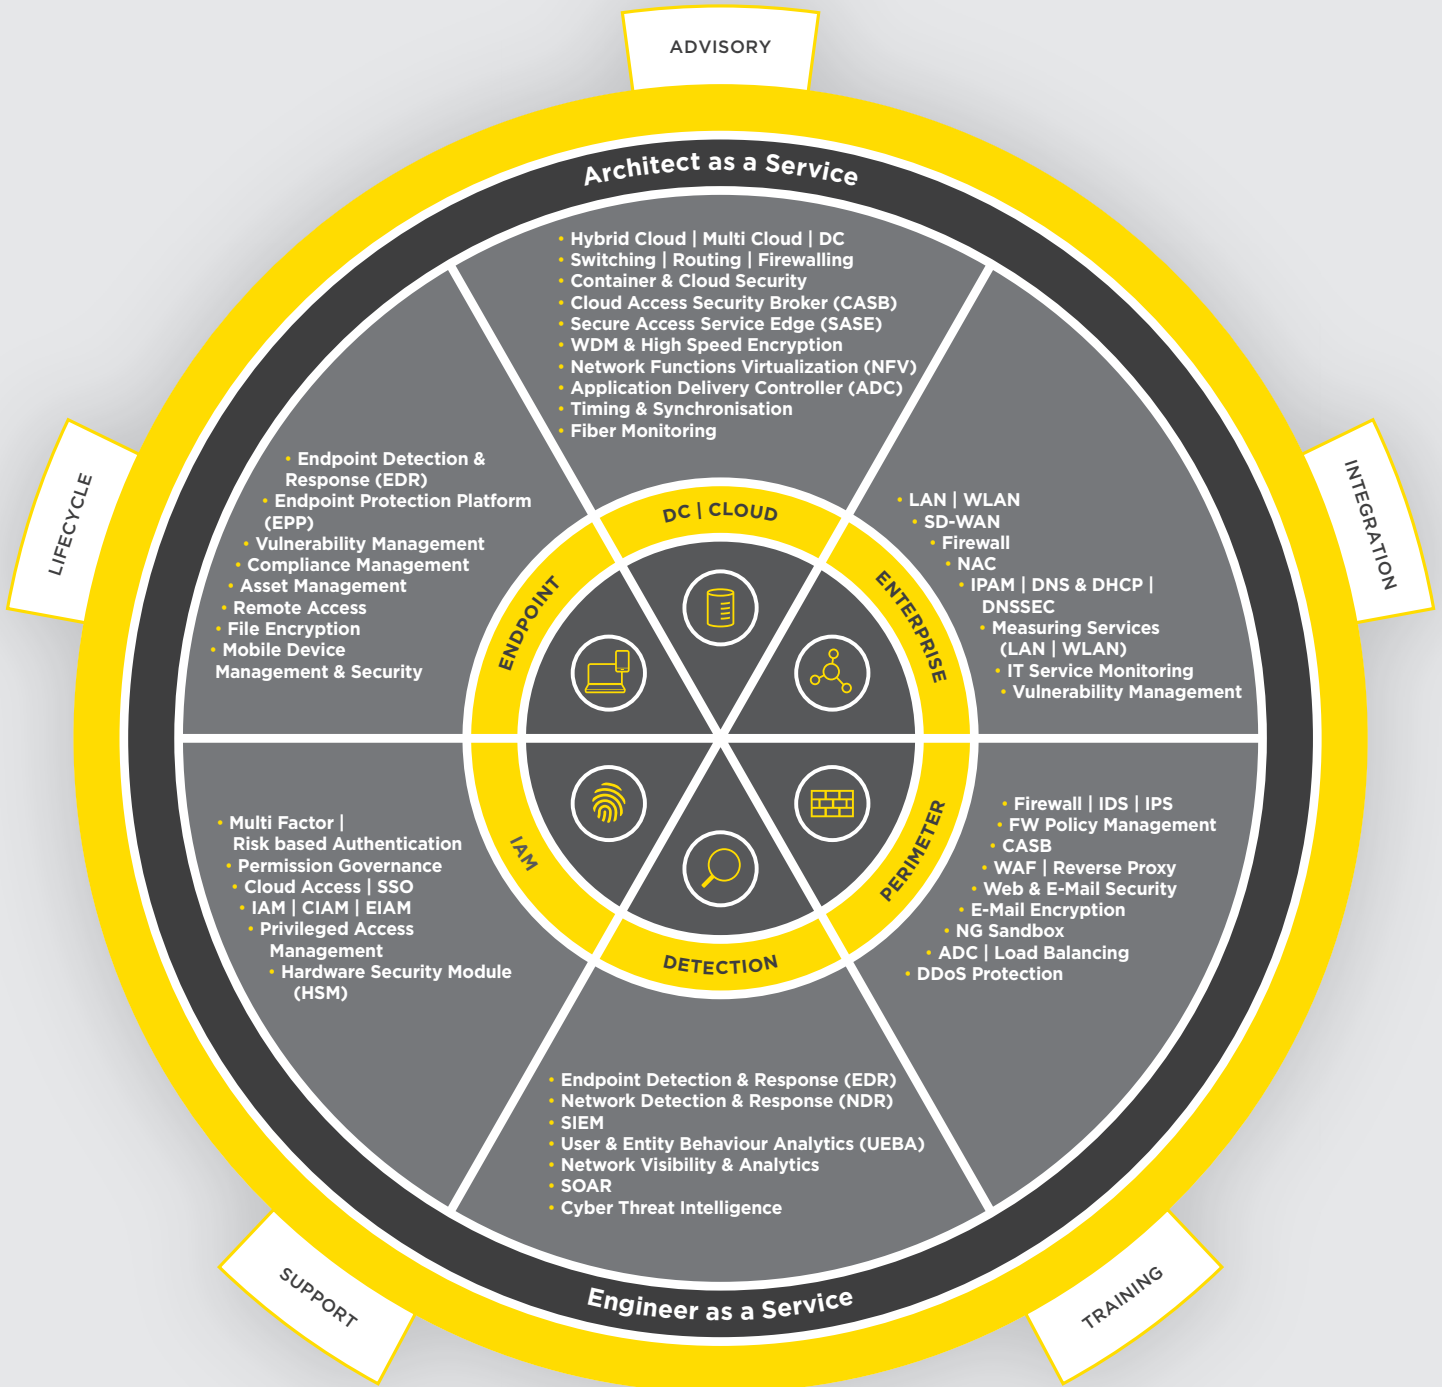 ADVISORY
Architect as a Service
• Hybrid Cloud | Multi Cloud | DC
• Switching | Routing | Firewalling
• Container & Cloud Security
• Cloud Access Security Broker (CASB)
• Secure Access Service Edge (SASE)
• WDM & High Speed Encryption
• Network Functions Virtualization (NFV)
• Application Delivery Controller (ADC)
• Timing & Synchronisation
• Fiber Monitoring
DC | CLOUD
LIFECYCLE
• Endpoint Detection &
Response (EDR)
• Endpoint Protection Platform
(EPP)
• Vulnerability Management
• Compliance Management
• Asset Management
• Remote Access
• File Encryption
• Mobile Device
Management & Security
ENDPOINT
ENTERPRISE
• LAN | WLAN
• SD-WAN
• Firewall
• NAC
• IPAM | DNS & DHCP |
DNSSEC
• Measuring Services
(LAN | WLAN)
• IT Service Monitoring
• Vulnerability Management
INTEGRATION
• Multi Factor |
Risk based Authentication
• Permission Governance
• Cloud Access | SSO
• IAM | CIAM | EIAM
• Privileged Access
Management
• Hardware Security Module
(HSM)
IAM
PERIMETER
• Firewall | IDS | IPS
• FW Policy Management
• CASB
• WAF | Reverse Proxy
• Web & E-Mail Security
• E-Mail Encryption
• NG Sandbox
• ADC | Load Balancing
• DDoS Protection
DETECTION
• Endpoint Detection & Response (EDR)
• Network Detection & Response (NDR)
• SIEM
• User & Entity Behaviour Analytics (UEBA)
• Network Visibility & Analytics
• SOAR
• Cyber Threat Intelligence
Engineer as a Service
SUPPORT
TRAINING